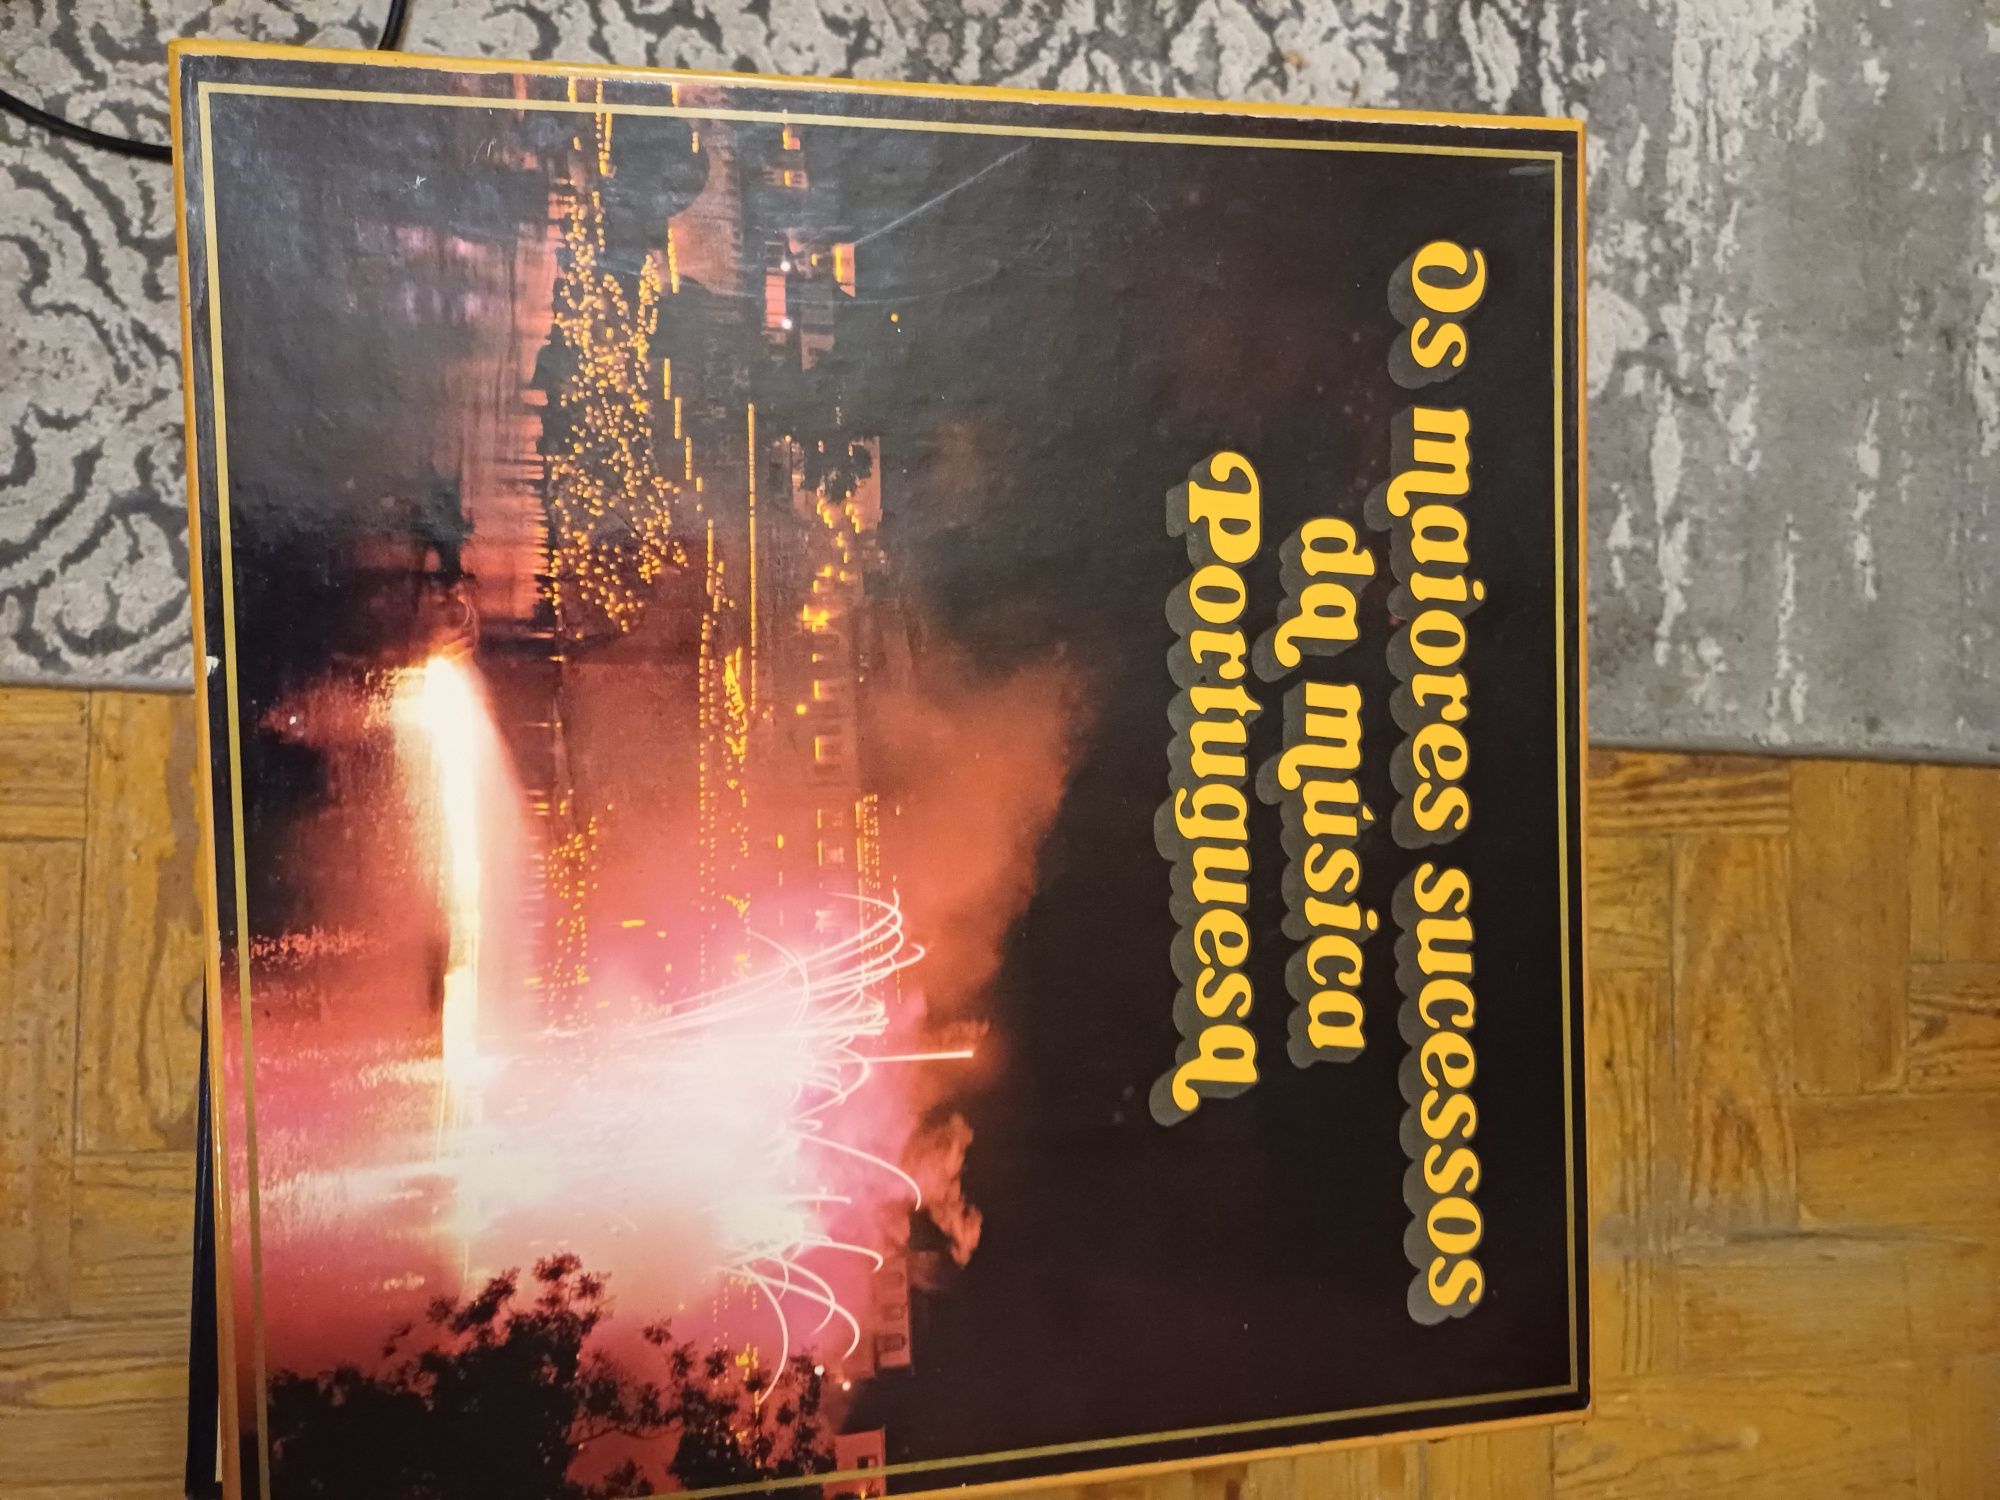 Os maiores sucessos
da música
Portuguesa